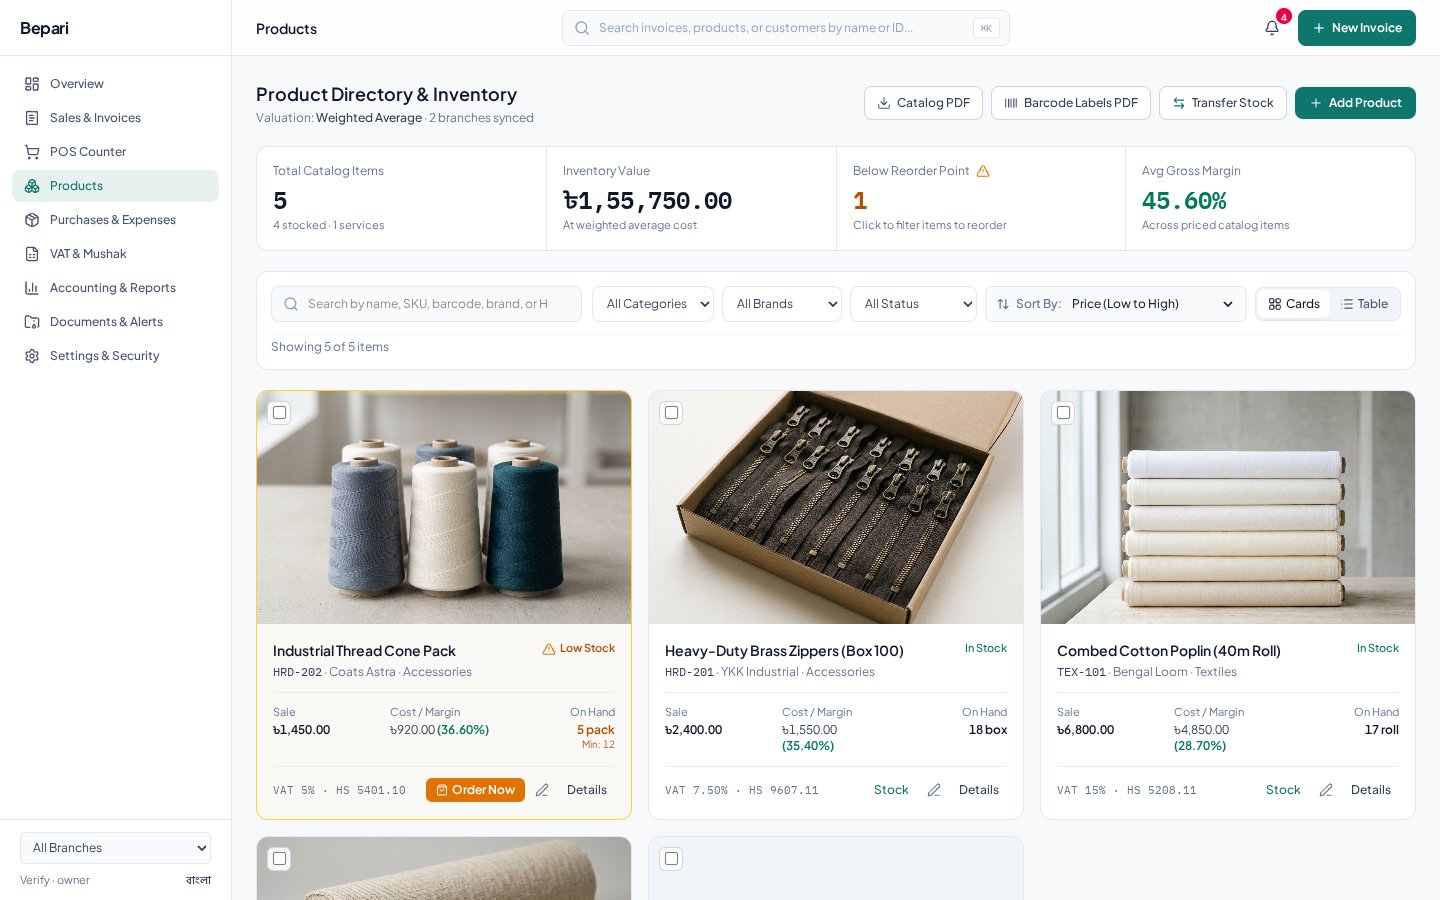 Bepari
Products
Search invoices, products, or customers by name or ID...
⌘K
4
New Invoice
Overview
Sales & Invoices
POS Counter
Products
Purchases & Expenses
VAT & Mushak
Accounting & Reports
Documents & Alerts
Settings & Security
All Branches
Verify · owner
বাংলা
Product Directory & Inventory
Valuation: Weighted Average · 2 branches synced
Catalog PDF
Barcode Labels PDF
Transfer Stock
Add Product
Total Catalog Items
5
4 stocked · 1 services
Inventory Value
৳1,55,750.00
At weighted average cost
Below Reorder Point
1
Click to filter items to reorder
Avg Gross Margin
45.60%
Across priced catalog items
Search by name, SKU, barcode, brand, or H
All Categories
All Brands
All Status
Sort By: Price (Low to High)
Cards
Table
Showing 5 of 5 items
Industrial Thread Cone Pack
Low Stock
HRD-202 · Coats Astra · Accessories
Sale
Cost / Margin
On Hand
৳1,450.00
৳920.00 (36.60%)
5 pack
Min: 12
VAT 5% · HS 5401.10
Order Now
Details
Heavy-Duty Brass Zippers (Box 100)
In Stock
HRD-201 · YKK Industrial · Accessories
Sale
Cost / Margin
On Hand
৳2,400.00
৳1,550.00
(35.40%)
18 box
VAT 7.50% · HS 9607.11
Stock
Details
Combed Cotton Poplin (40m Roll)
In Stock
TEX-101 · Bengal Loom · Textiles
Sale
Cost / Margin
On Hand
৳6,800.00
৳4,850.00
(28.70%)
17 roll
VAT 15% · HS 5208.11
Stock
Details